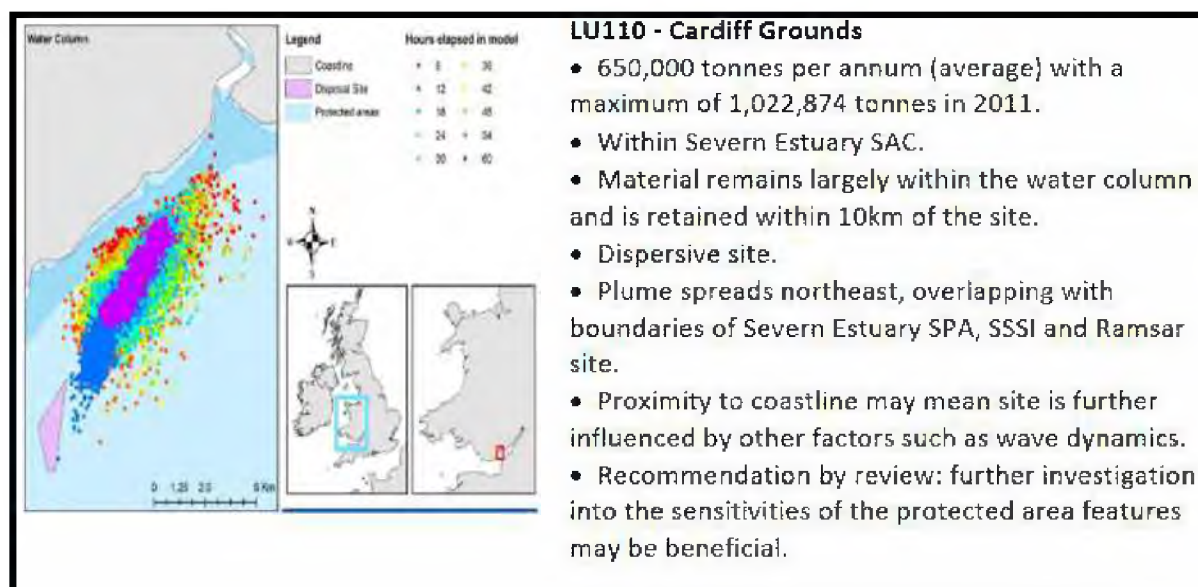 Water Column
Legend
Coastline
Disposal Site
Protected areas
Hours elapsed in model
6 36
12 42
18 48
24 54
30 60
N
E
S
0 1.25 2.5 5 Km
LU110 - Cardiff Grounds
• 650,000 tonnes per annum (average) with a
maximum of 1,022,874 tonnes in 2011.
• Within Severn Estuary SAC.
• Material remains largely within the water column
and is retained within 10km of the site.
• Dispersive site.
• Plume spreads northeast, overlapping with
boundaries of Severn Estuary SPA, SSSI and Ramsar
site.
• Proximity to coastline may mean site is further
influenced by other factors such as wave dynamics.
• Recommendation by review: further investigation
into the sensitivities of the protected area features
may be beneficial.